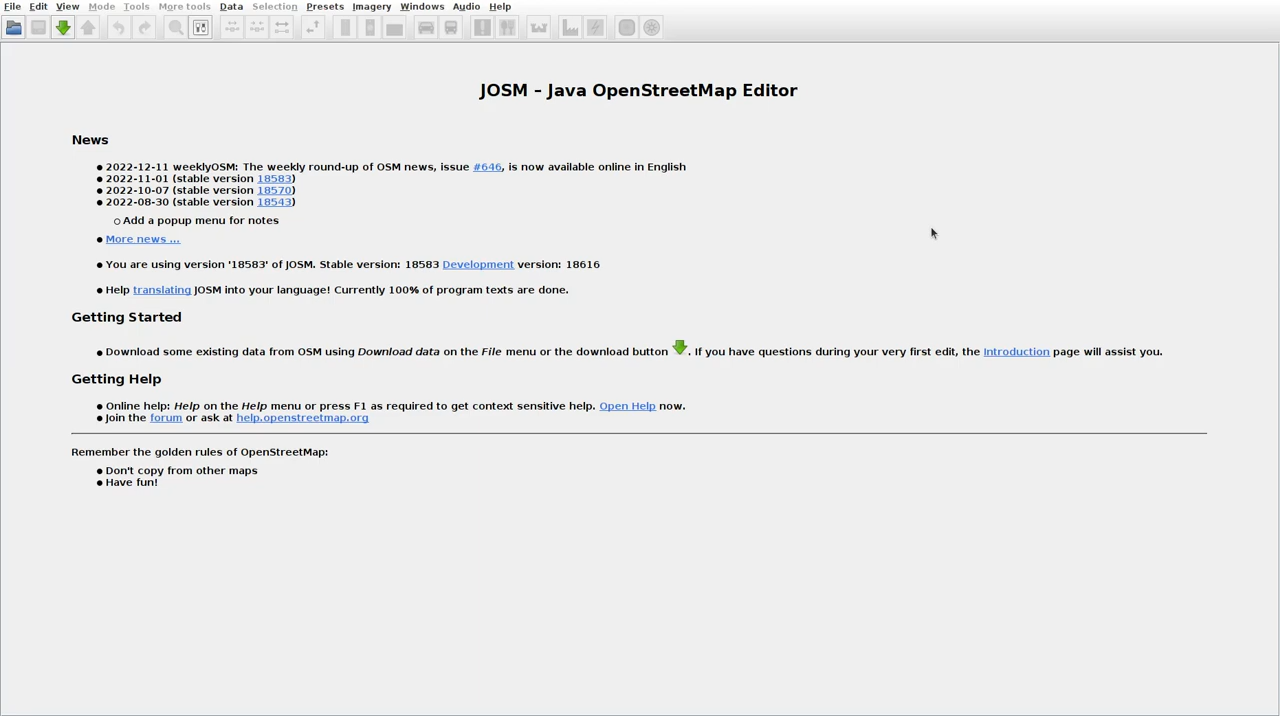 File Edit View Mode Tools More tools Data Selection Presets Imagery Windows Audio Help
JOSM – Java OpenStreetMap Editor
News
2022-12-11 weeklyOSM: The weekly round-up of OSM news, issue #646, is now available online in English
2022-11-01 (stable version 18583)
2022-10-07 (stable version 18570)
2022-08-30 (stable version 18543)
Add a popup menu for notes
More news ...
You are using version '18583' of JOSM. Stable version: 18583 Development version: 18616
Help translating JOSM into your language! Currently 100% of program texts are done.
Getting Started
Download some existing data from OSM using Download data on the File menu or the download button . If you have questions during your very first edit, the Introduction page will assist you.
Getting Help
Online help: Help on the Help menu or press F1 as required to get context sensitive help. Open Help now.
Join the forum or ask at help.openstreetmap.org
Remember the golden rules of OpenStreetMap:
Don't copy from other maps
Have fun!